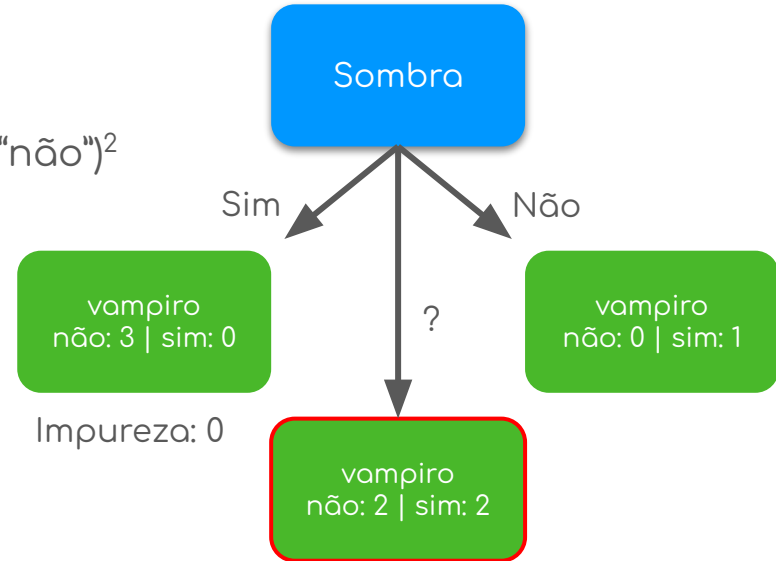 Sombra
“não”)²
Sim
Não
vampiro
não: 3 | sim: 0
?
vampiro
não: 0 | sim: 1
Impureza: 0
vampiro
não: 2 | sim: 2